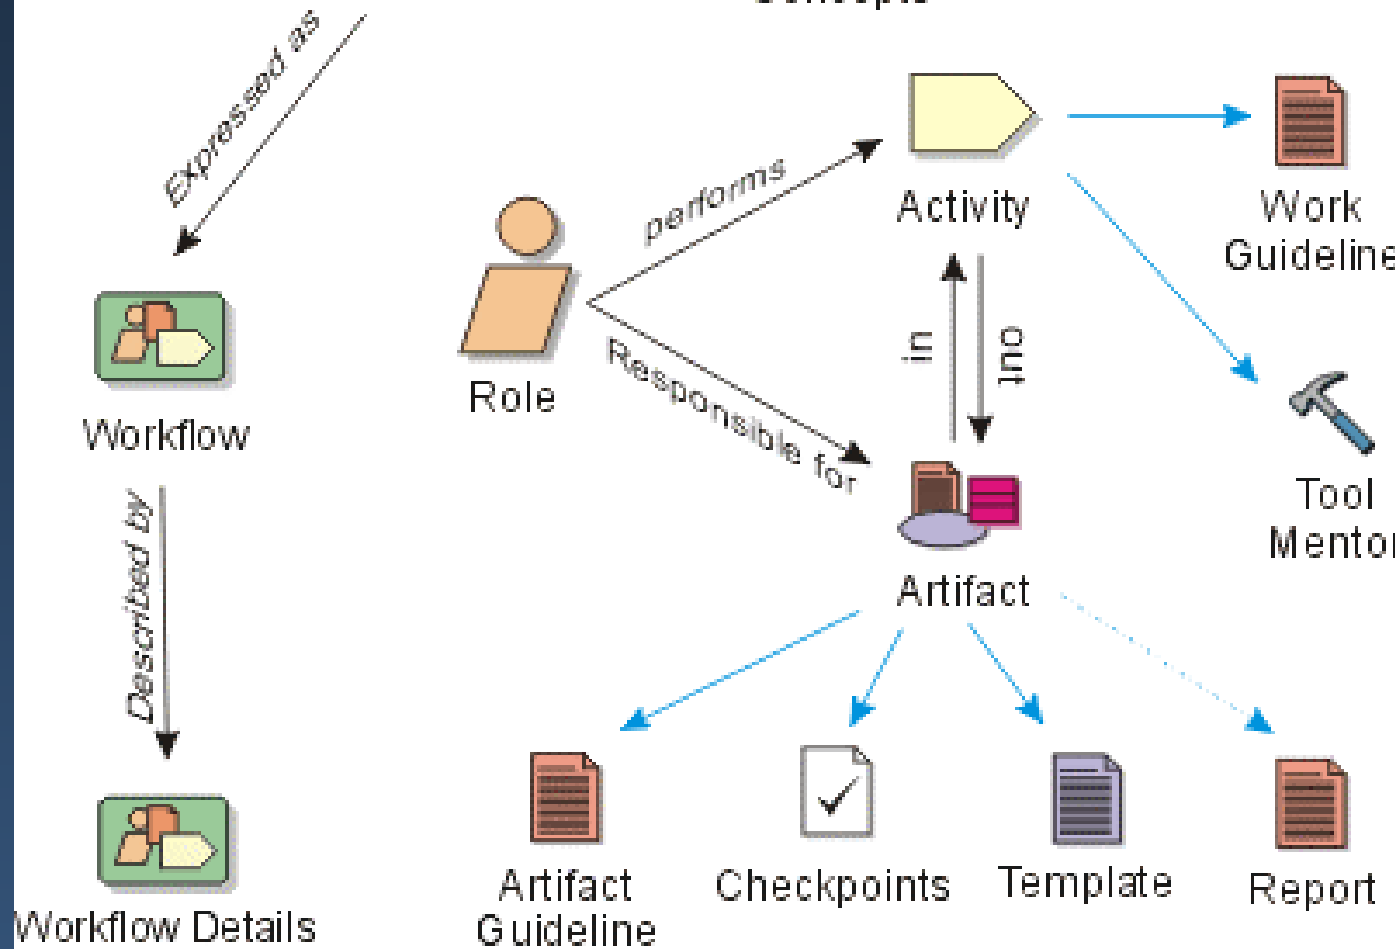 Concepts
Expressed as
performs
Activity
Work
Guideline
in
out
Role
Responsible for
Workflow
Tool
Mentor
Described by
Artifact
Artifact
Guideline
Checkpoints
Template
Report
Workflow Details